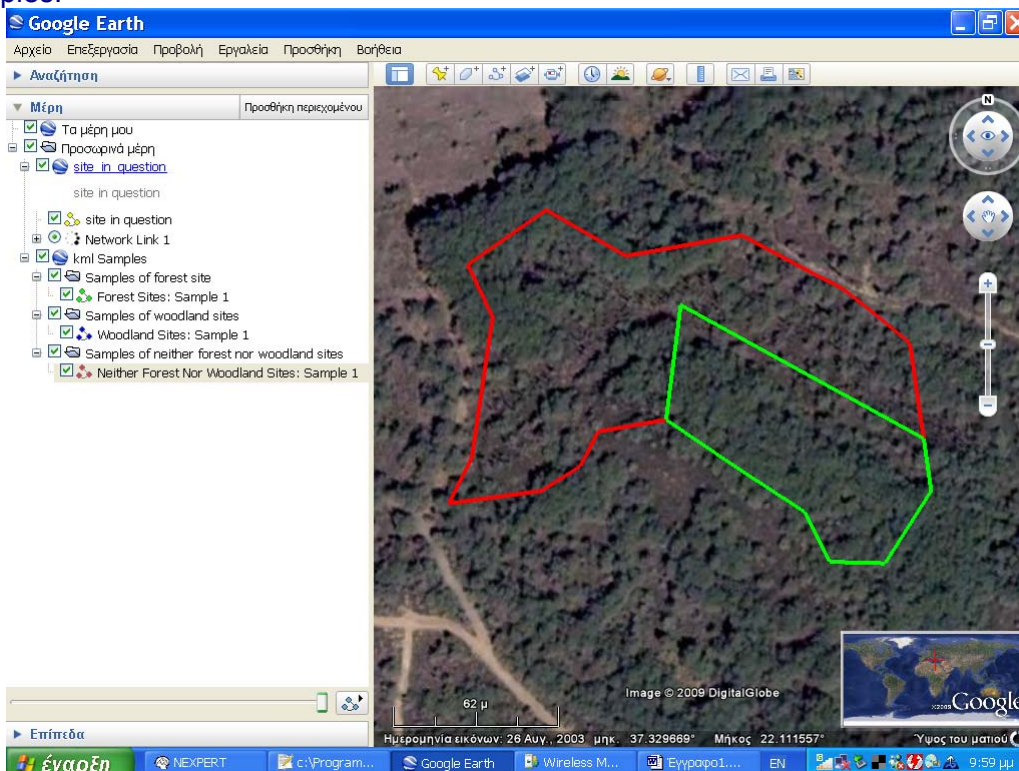 Google Earth
Αρχείο Επεξεργασία Προβολή Εργαλεία Προσθήκη Βοήθεια
Αναζήτηση
Μέρη
Προσθήκη περιεχομένου
Τα μέρη μου
Προσωρινά μέρη
site in question
site in question
site in question
Network Link 1
kml Samples
Samples of forest site
Forest Sites: Sample 1
Samples of woodland sites
Woodland Sites: Sample 1
Samples of neither forest nor woodland sites
Neither Forest Nor Woodland Sites: Sample 1
N
62 μ
Image © 2009 DigitalGlobe
©2009 Google
Επίπεδα
Ημερομηνία εικόνων: 26 Αυγ., 2003 μηκ. 37.329669° Μήκος 22.111557° Ύψος του ματιού
έναρξη NEXPERT c:\Program... Google Earth Wireless M... Έγγραφο1.... EN 9:59 μμ